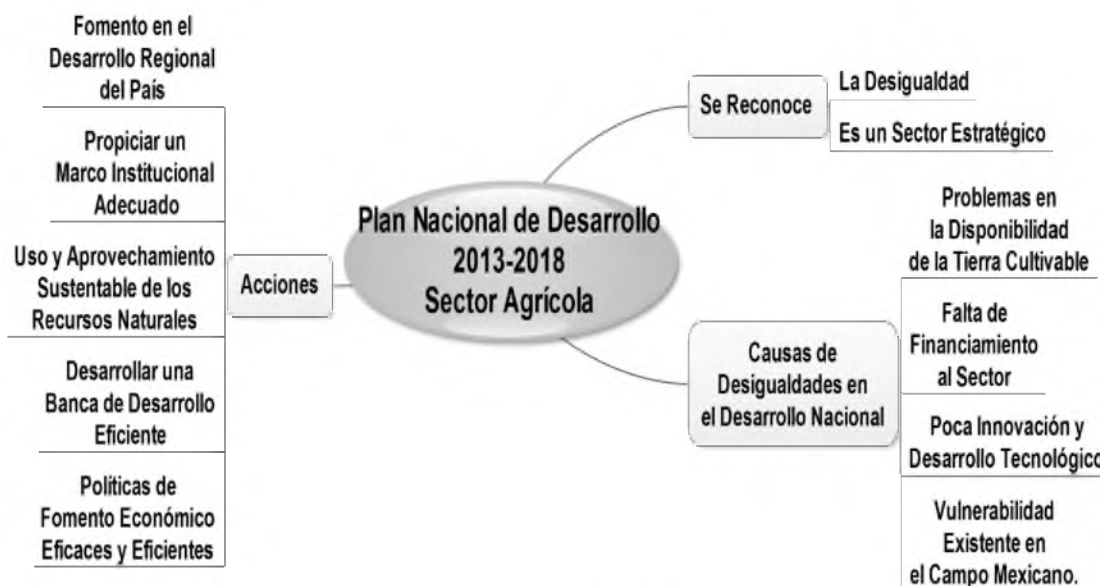 Plan Nacional de Desarrollo
2013-2018
Sector Agrícola
Se Reconoce
La Desigualdad
Es un Sector Estratégico
Causas de
Desigualdades en
el Desarrollo Nacional
Problemas en
la Disponibilidad
de la Tierra Cultivable
Falta de
Financiamiento
al Sector
Poca Innovación y
Desarrollo Tecnológico
Vulnerabilidad
Existente en
el Campo Mexicano.
Acciones
Fomento en el
Desarrollo Regional
del País
Propiciar un
Marco Institucional
Adecuado
Uso y Aprovechamiento
Sustentable de los
Recursos Naturales
Desarrollar una
Banca de Desarrollo
Eficiente
Políticas de
Fomento Económico
Eficaces y Eficientes